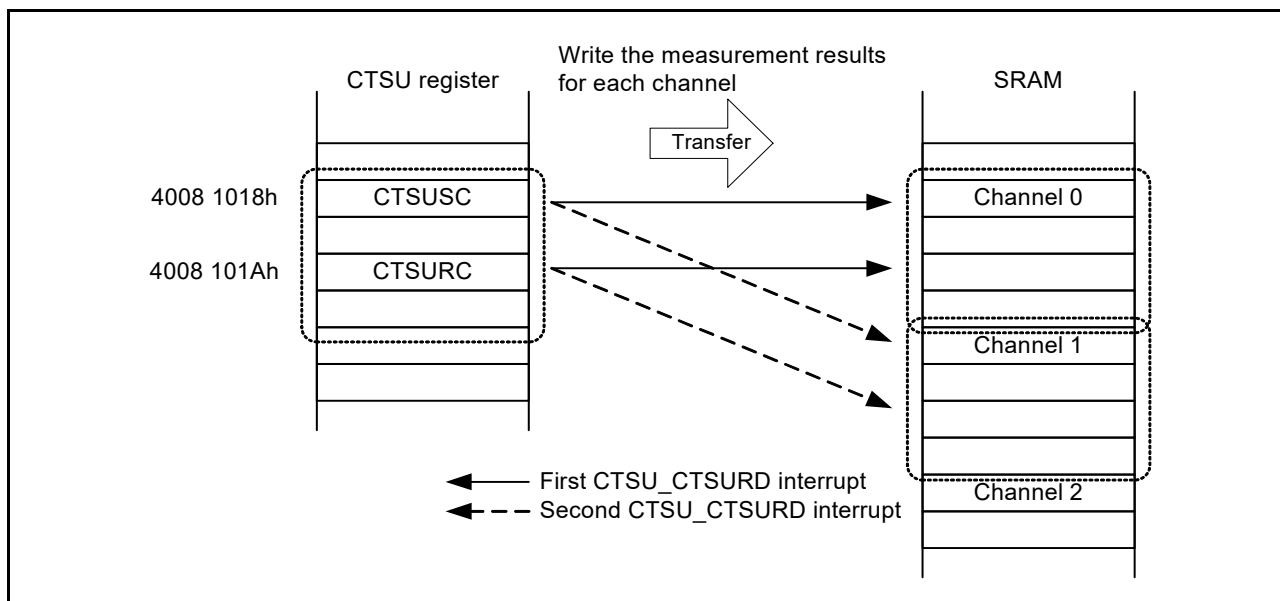 Write the measurement results
for each channel
CTSU register
SRAM
Transfer
4008 1018h
CTSUSC
Channel 0
4008 101Ah
CTSURC
Channel 1
First CTSU_CTSURD interrupt
Second CTSU_CTSURD interrupt
Channel 2